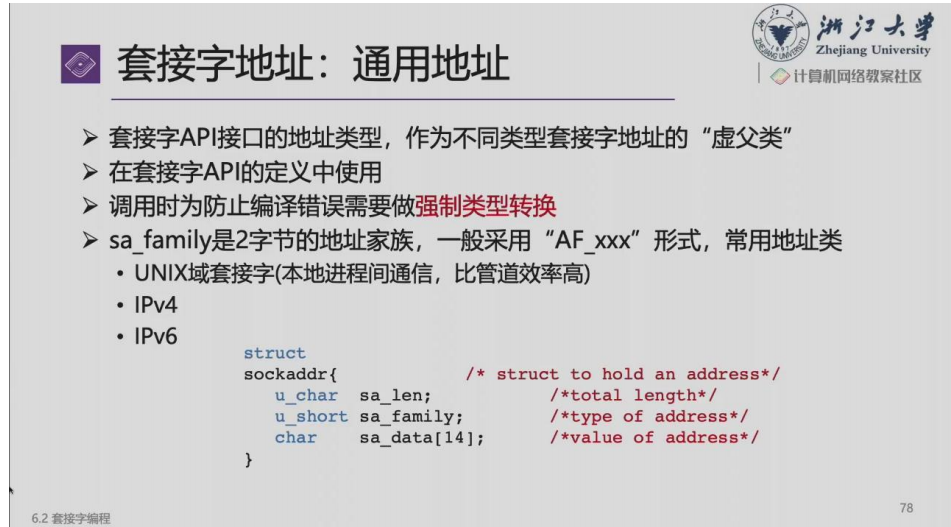 浙江大学
Zhejiang University
计算机网络教案社区
套接字地址：通用地址
套接字API接口的地址类型，作为不同类型套接字地址的“虚父类”
在套接字API的定义中使用
调用时为防止编译错误需要做强制类型转换
sa_family是2字节的地址家族，一般采用“AF_xxx”形式，常用地址类
• UNIX域套接字(本地进程间通信，比管道效率高)
• IPv4
• IPv6
struct
sockaddr{ /* struct to hold an address*/
u_char sa_len; /*total length*/
u_short sa_family; /*type of address*/
char sa_data[14]; /*value of address*/
}
6.2 套接字编程
78